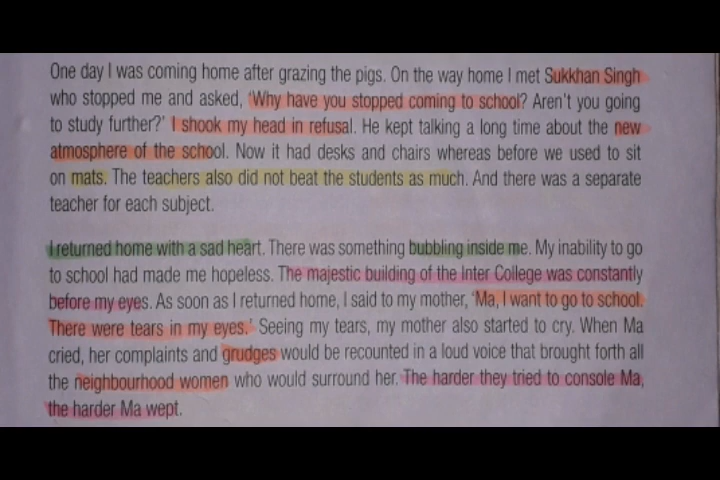 One day I was coming home after grazing the pigs. On the way home I met Sukkhan Singh
who stopped me and asked, 'Why have you stopped coming to school? Aren't you going
to study further?' I shook my head in refusal. He kept talking a long time about the new
atmosphere of the school. Now it had desks and chairs whereas before we used to sit
on mats. The teachers also did not beat the students as much. And there was a separate
teacher for each subject.
I returned home with a sad heart. There was something bubbling inside me. My inability to go
to school had made me hopeless. The majestic building of the Inter College was constantly
before my eyes. As soon as I returned home, I said to my mother, 'Ma, I want to go to school.
There were tears in my eyes.' Seeing my tears, my mother also started to cry. When Ma
cried, her complaints and grudges would be recounted in a loud voice that brought forth all
the neighbourhood women who would surround her. The harder they tried to console Ma,
the harder Ma wept.